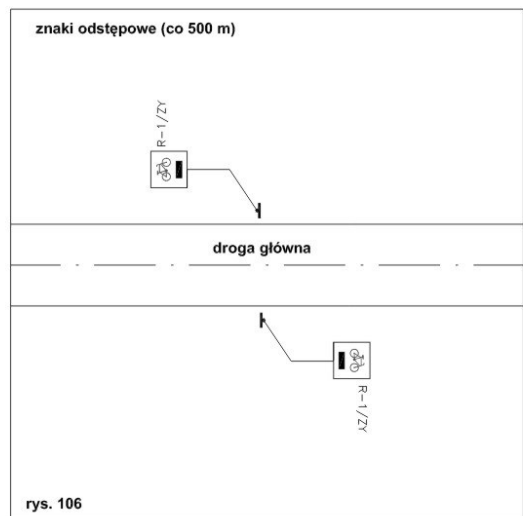 znaki odstępowe (co 500 m)
R-1/ZY
droga główna
R-1/ZY
rys. 106